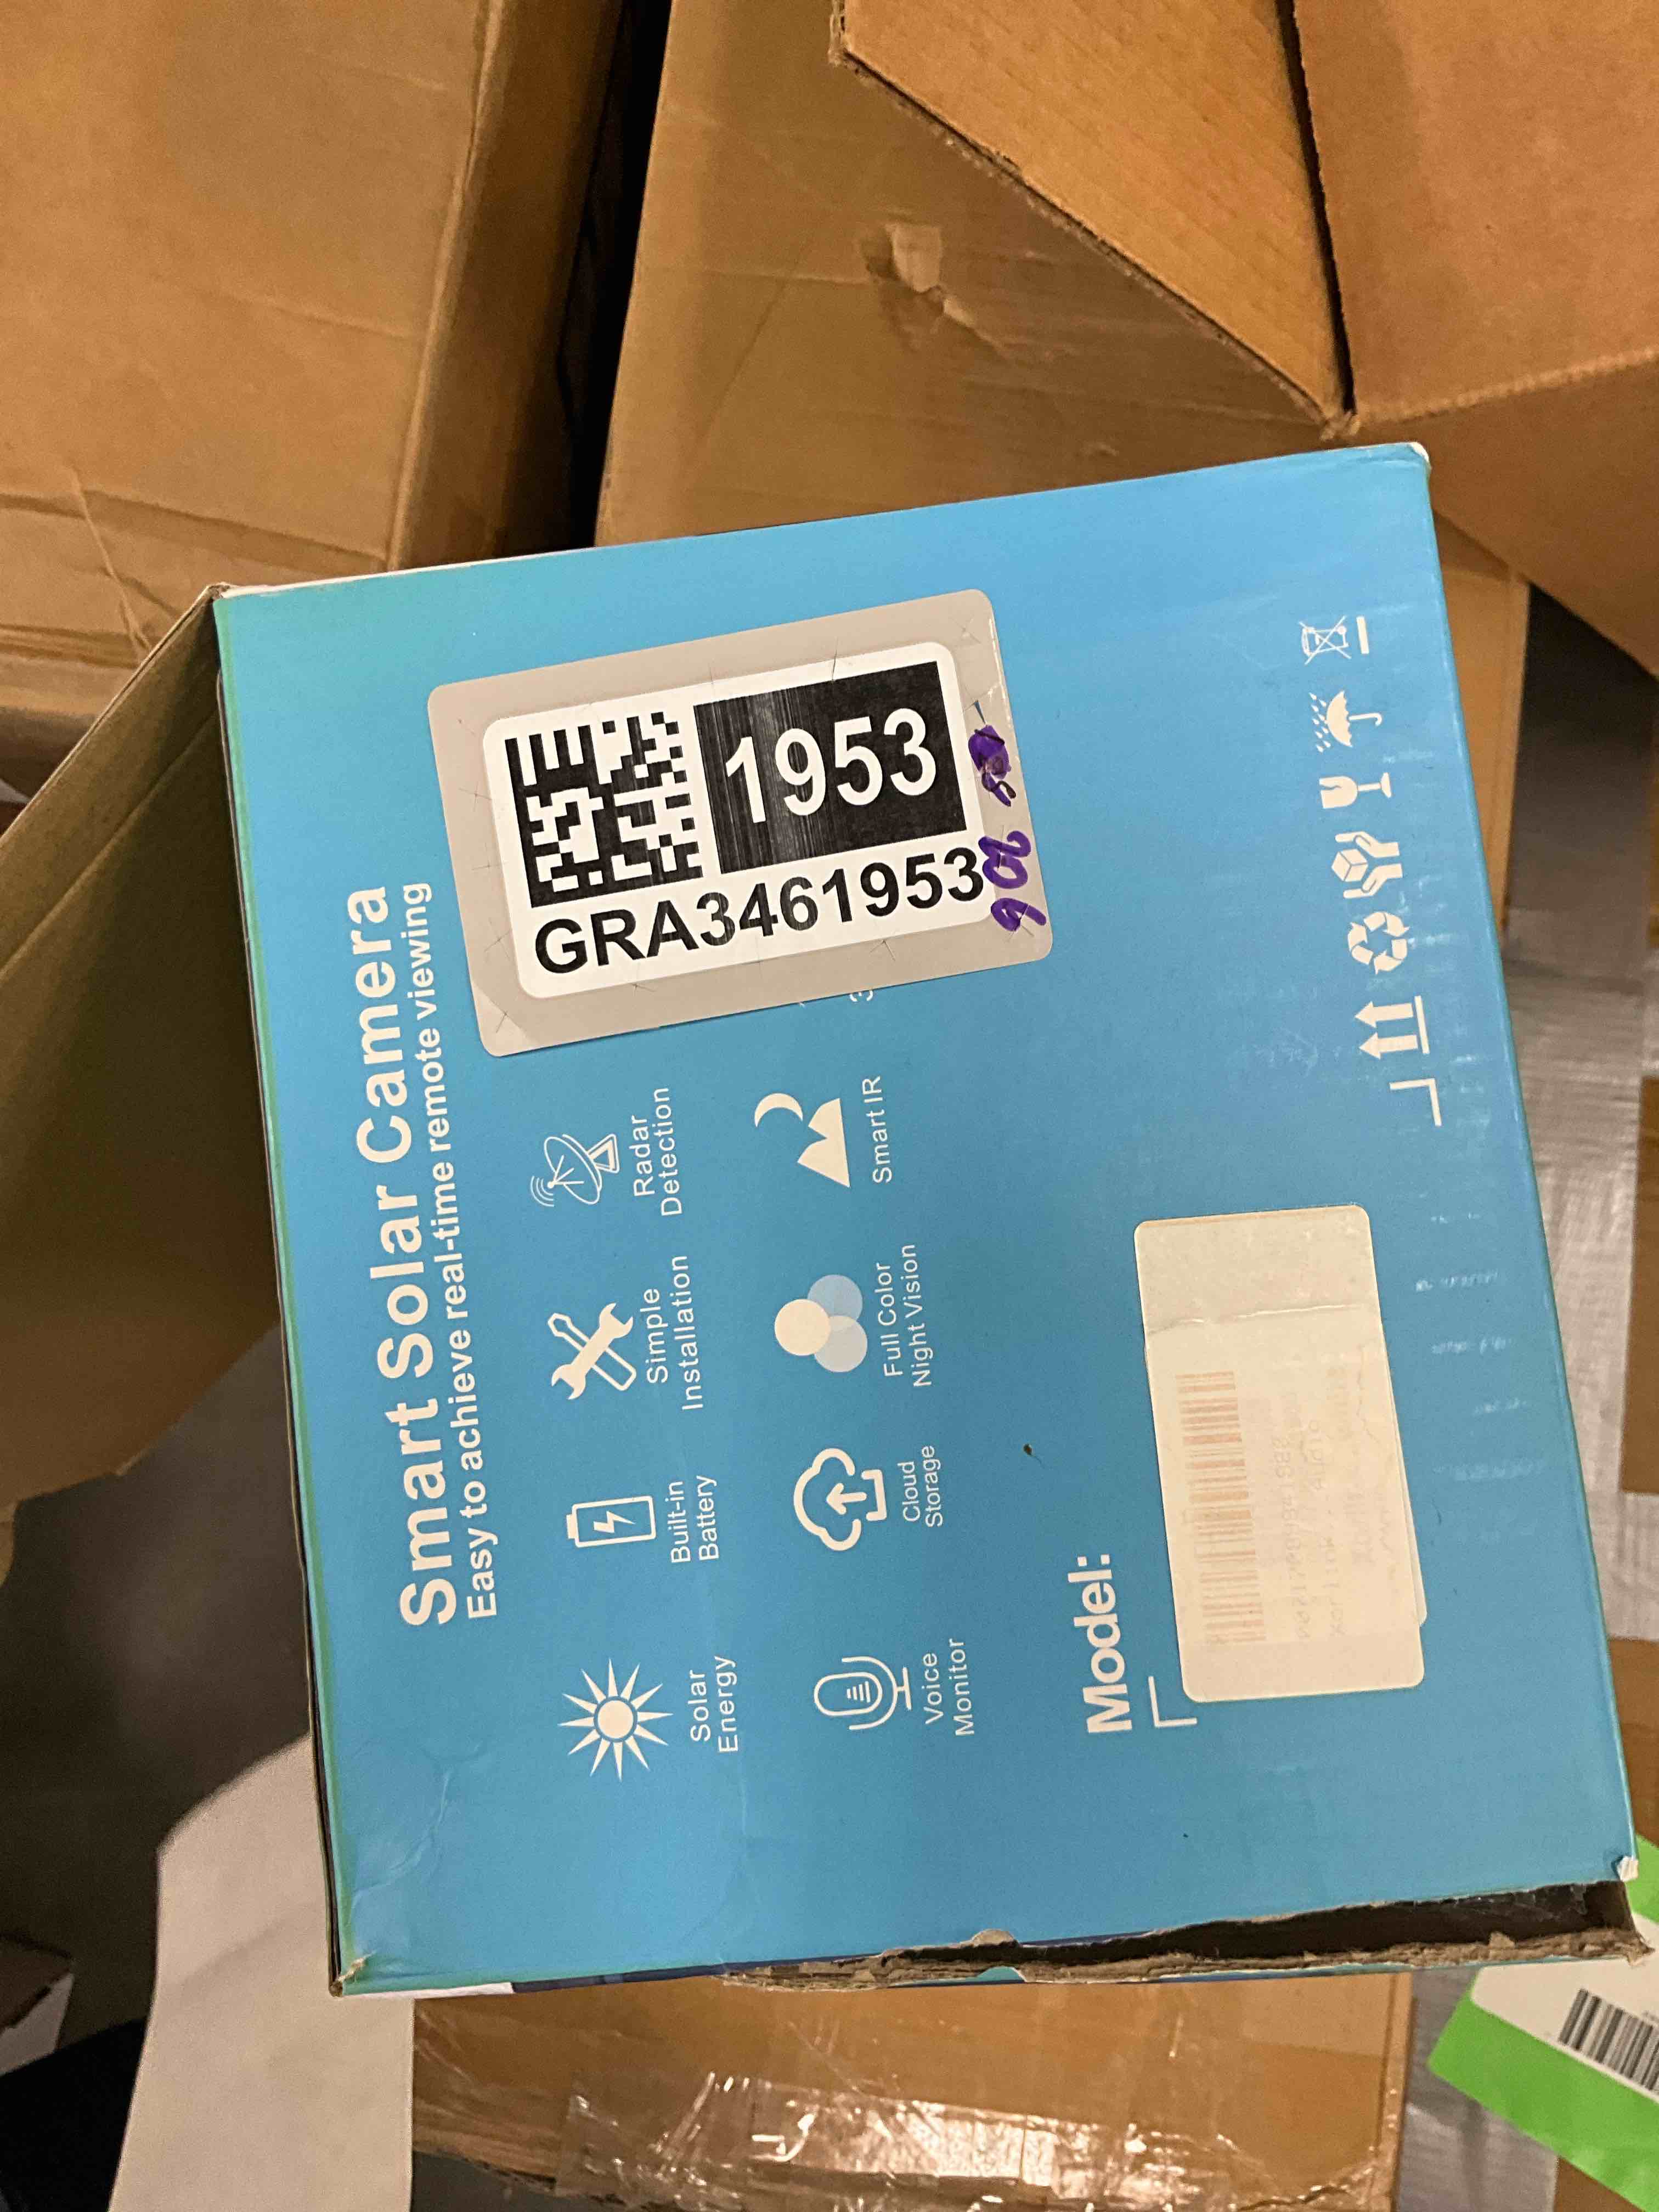 Smart Solar Camera
Easy to achieve real-time remote viewing
Solar
Energy
Built-in
Battery
Simple
Installation
Radar
Detection
Voice
Monitor
Cloud
Storage
Full Color
Night Vision
Smart IR
3
1953
GRA3461953
Model: